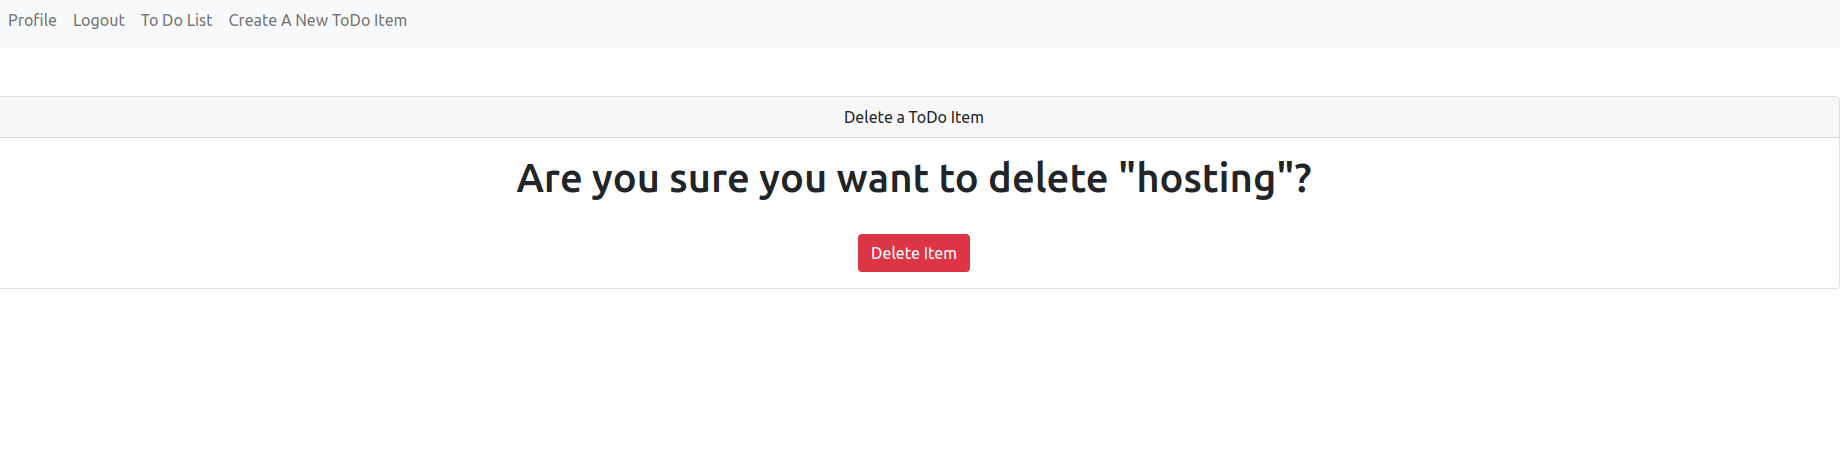 Profile Logout To Do List Create A New ToDo Item
Delete a ToDo Item
Are you sure you want to delete "hosting"?
Delete Item